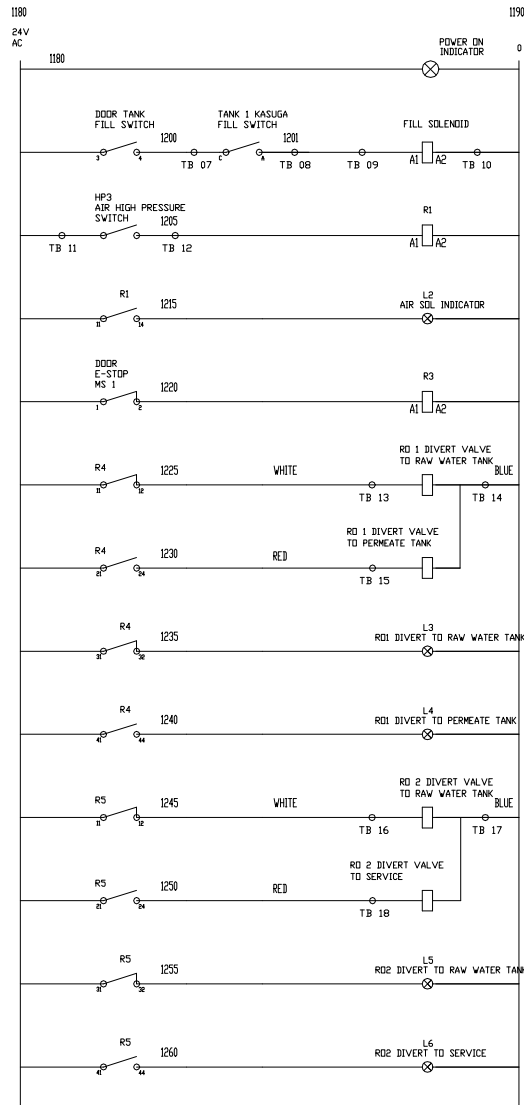 1180
1190
24V
AC
0
1180
POWER ON
INDICATOR
DOOR TANK
FILL SWITCH
TANK 1 KASUGA
FILL SWITCH
FILL SOLENOID
1200
1201
3
4
C
A
TB 07
TB 08
TB 09
A1
A2
TB 10
HP3
AIR HIGH PRESSURE
SWITCH
1205
R1
TB 11
TB 12
A1
A2
R1
1215
L2
AIR SOL INDICATOR
11
14
DOOR
E-STOP
MS 1
1220
R3
1
2
A1
A2
R4
1225
WHITE
RO 1 DIVERT VALVE
TO RAW WATER TANK
BLUE
11
12
TB 13
TB 14
R4
1230
RED
RO 1 DIVERT VALVE
TO PERMEATE TANK
21
24
TB 15
R4
1235
L3
RO1 DIVERT TO RAW WATER TANK
31
32
R4
1240
L4
RO1 DIVERT TO PERMEATE TANK
41
44
R5
1245
WHITE
RO 2 DIVERT VALVE
TO RAW WATER TANK
BLUE
11
12
TB 16
TB 17
R5
1250
RED
RO 2 DIVERT VALVE
TO SERVICE
21
24
TB 18
R5
1255
L5
RO2 DIVERT TO RAW WATER TANK
31
32
R5
1260
L6
RO2 DIVERT TO SERVICE
41
44